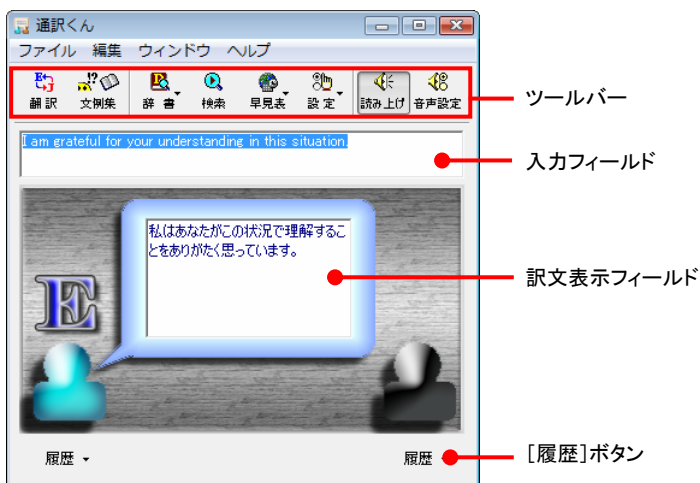 通訳くん
ファイル 編集 ウィンドウ ヘルプ
翻訳 文例集 辞書 検索 早見表 設定 読み上げ 音声設定
ツールバー
I am grateful for your understanding in this situation.
入力フィールド
私はあなたがこの状況で理解するこ
とをありがたく思っています。
訳文表示フィールド
E
履歴 履歴
[履歴]ボタン